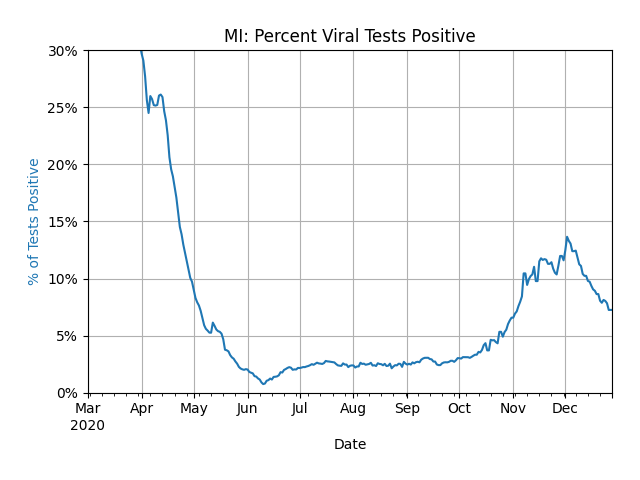 MI: Percent Viral Tests Positive
30%
25%
20%
15%
10%
5%
0%
% of Tests Positive
Mar Apr May Jun Jul Aug Sep Oct Nov Dec
2020
Date